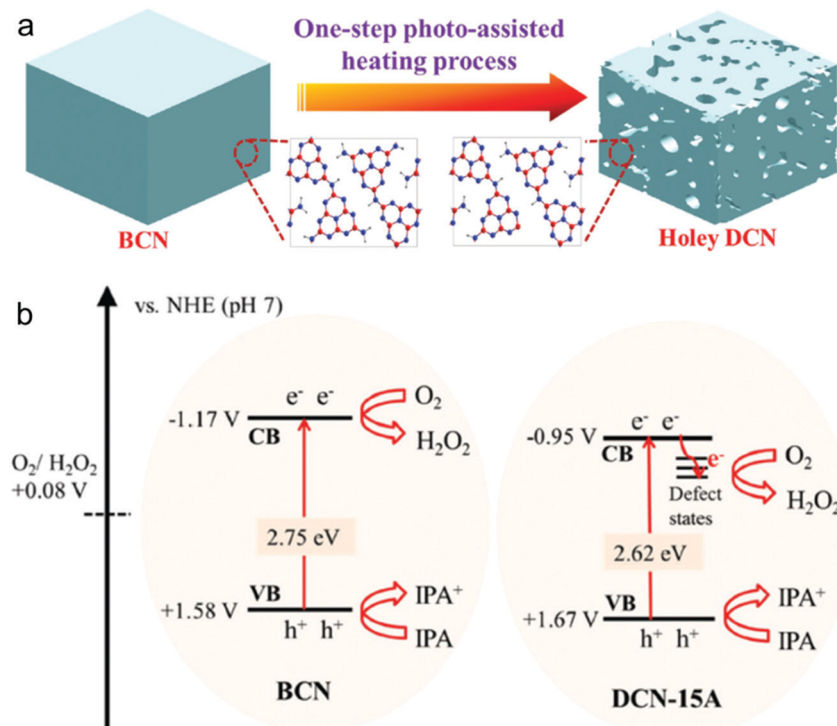 a
One-step photo-assisted
heating process
BCN
Holey DCN
b
vs. NHE (pH 7)
O₂/ H₂O₂
+0.08 V
-1.17 V
e⁻ e⁻
CB
O₂
H₂O₂
2.75 eV
VB
+1.58 V
h⁺ h⁺
IPA⁺
IPA
BCN
-0.95 V
e⁻ e⁻
CB
e⁻
Defect
states
O₂
H₂O₂
2.62 eV
VB
+1.67 V
h⁺ h⁺
IPA⁺
IPA
DCN-15A